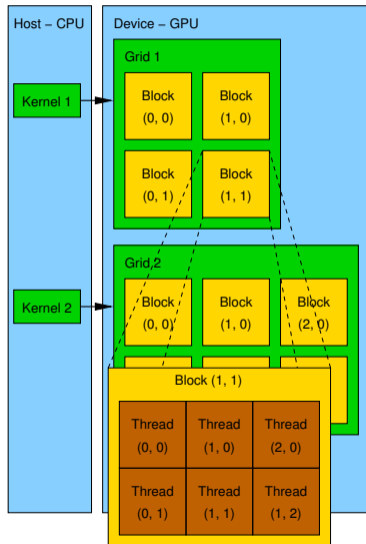 Host – CPU
Device – GPU
Grid 1
Kernel 1
Block
(0, 0)
Block
(1, 0)
Block
(0, 1)
Block
(1, 1)
Grid 2
Kernel 2
Block
(0, 0)
Block
(1, 0)
Block
(2, 0)
Block (1, 1)
Thread
(0, 0)
Thread
(1, 0)
Thread
(2, 0)
Thread
(0, 1)
Thread
(1, 1)
Thread
(1, 2)